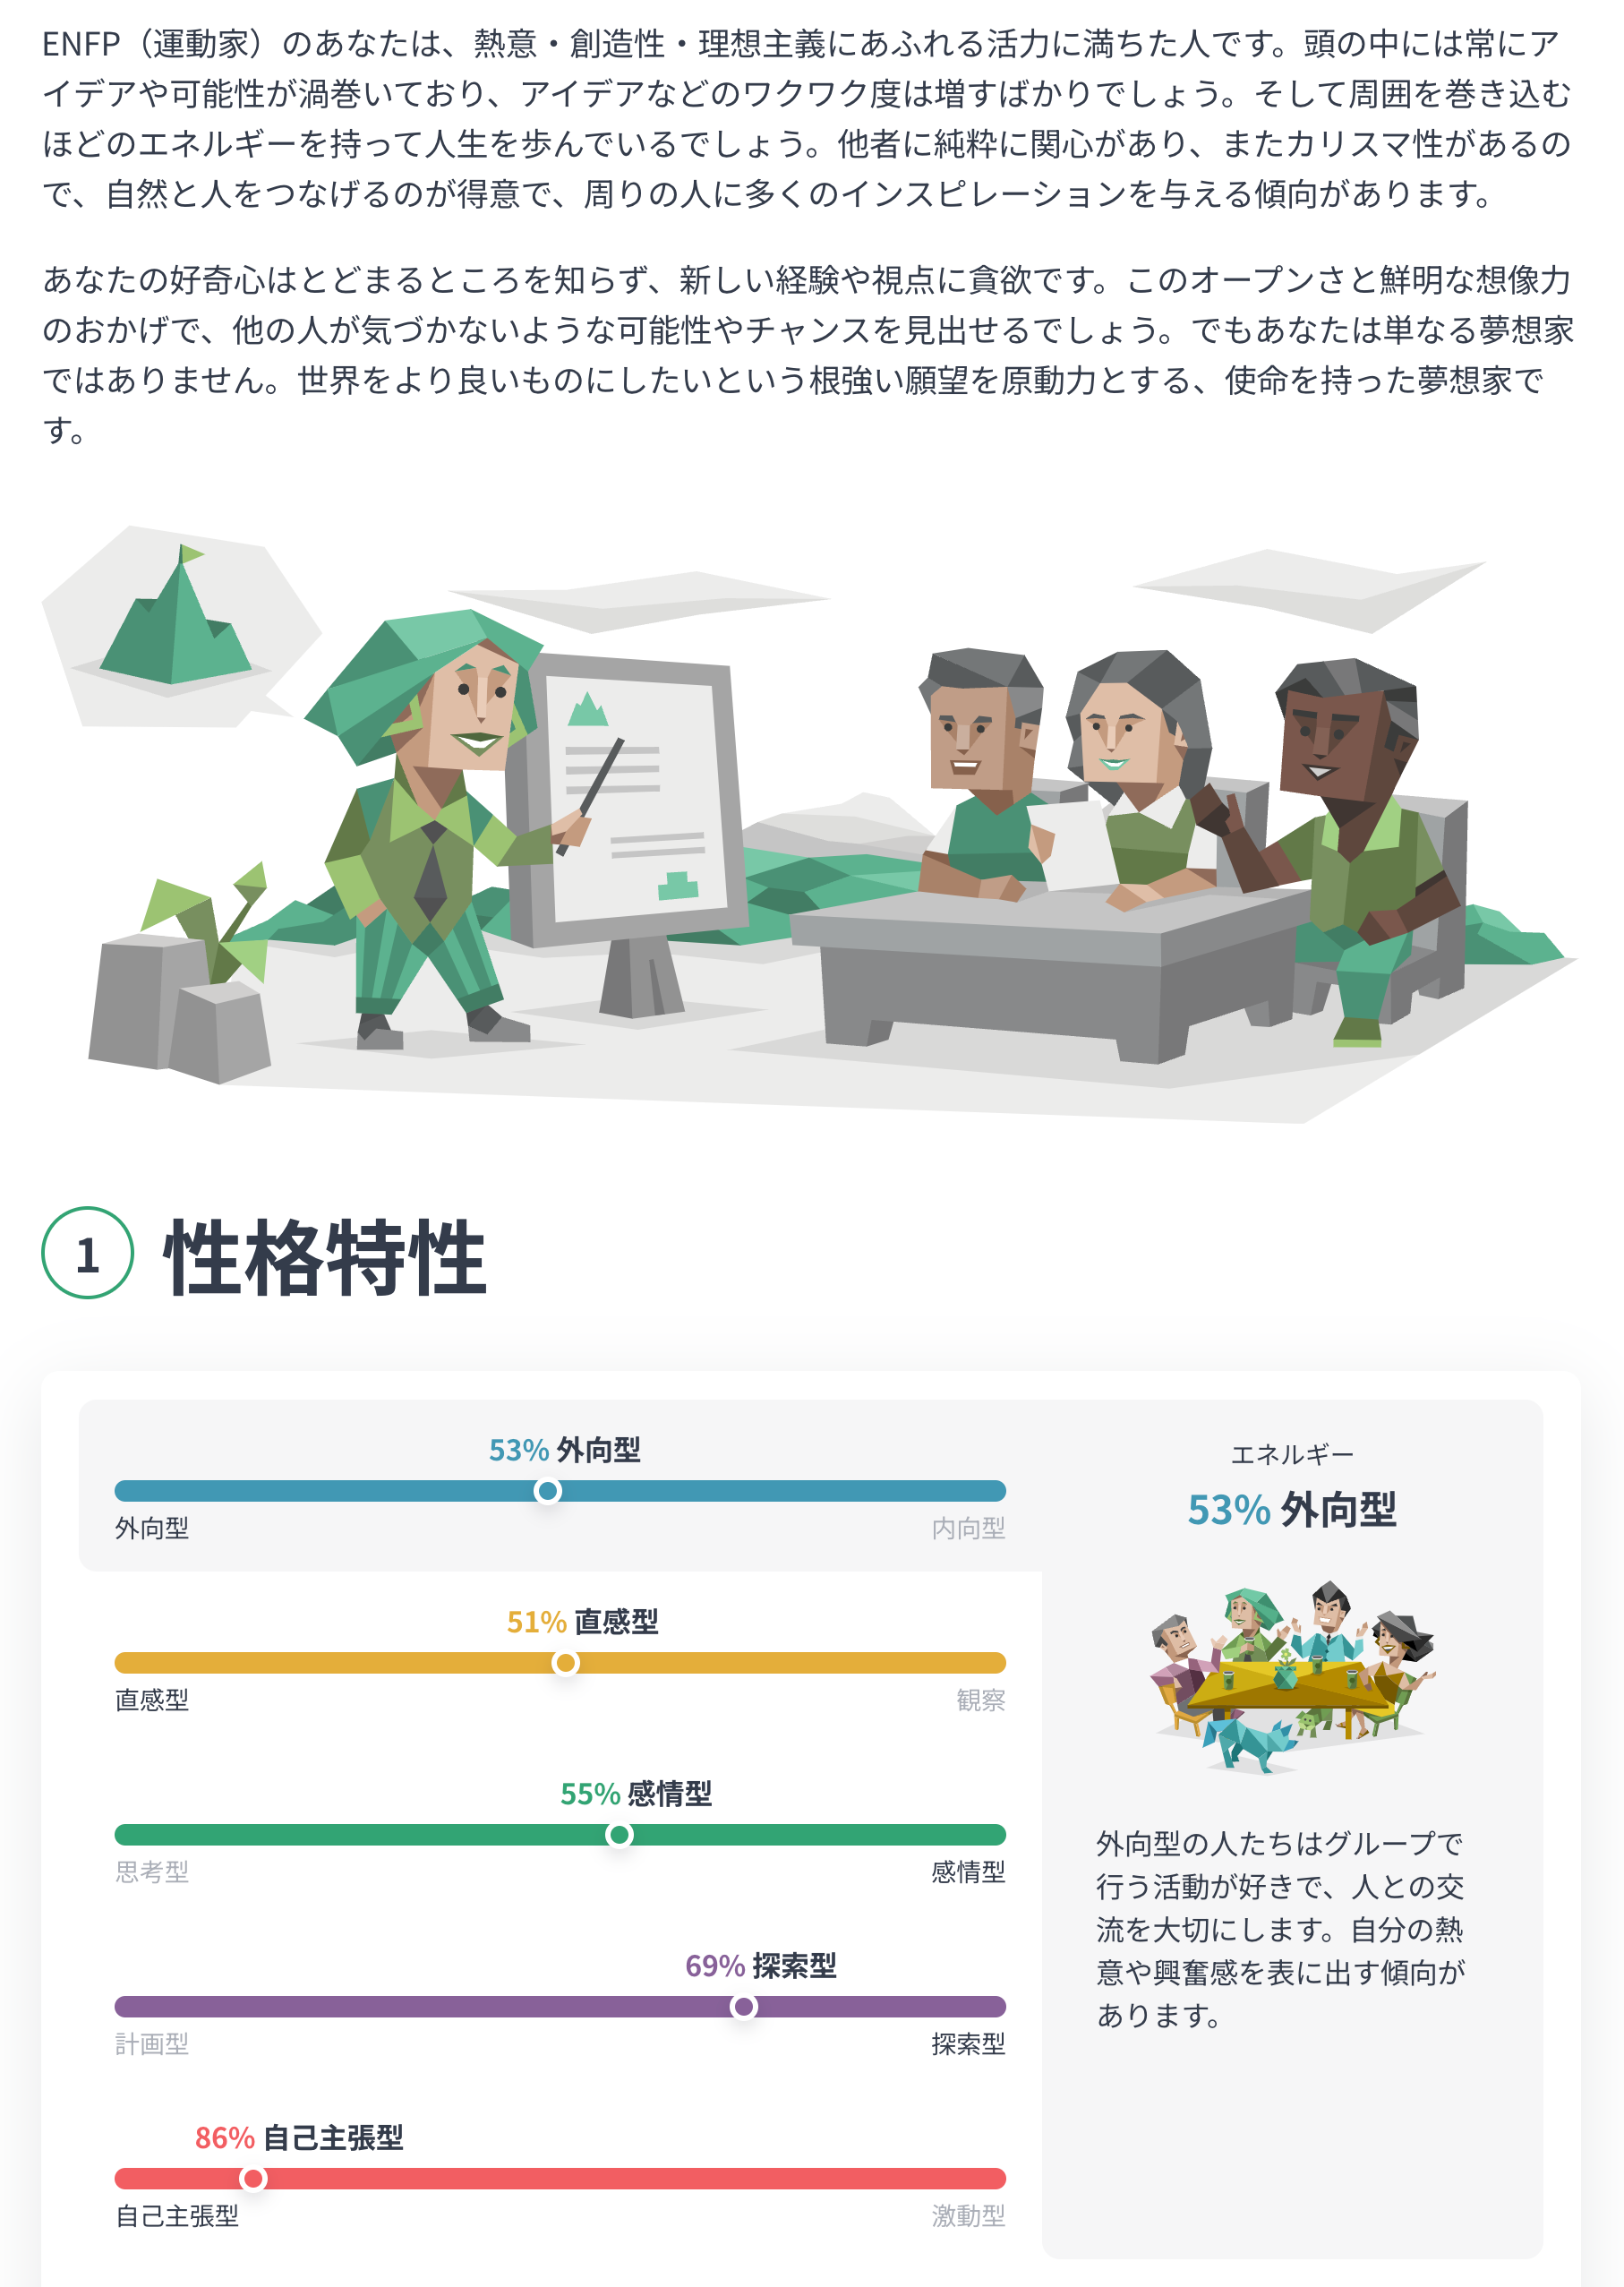 ENFP（運動家）のあなたは、熱意・創造性・理想主義にあふれる活力に満ちた人です。頭の中には常にア
イデアや可能性が渦巻いており、アイデアなどのワクワク度は増すばかりでしょう。そして周囲を巻き込む
ほどのエネルギーを持って人生を歩んでいるでしょう。他者に純粋に関心があり、またカリスマ性があるの
で、自然と人をつなげるのが得意で、周りの人に多くのインスピレーションを与える傾向があります。
あなたの好奇心はとどまるところを知らず、新しい経験や視点に貪欲です。このオープンさと鮮明な想像力
のおかげで、他の人が気づかないような可能性やチャンスを見出せるでしょう。でもあなたは単なる夢想家
ではありません。世界をより良いものにしたいという根強い願望を原動力とする、使命を持った夢想家で
す。
1 性格特性
53% 外向型
外向型 内向型
51% 直感型
直感型 観察
55% 感情型
思考型 感情型
69% 探索型
計画型 探索型
86% 自己主張型
自己主張型 激動型
エネルギー
53% 外向型
外向型の人たちはグループで
行う活動が好きで、人との交
流を大切にします。自分の熱
意や興奮感を表に出す傾向が
あります。